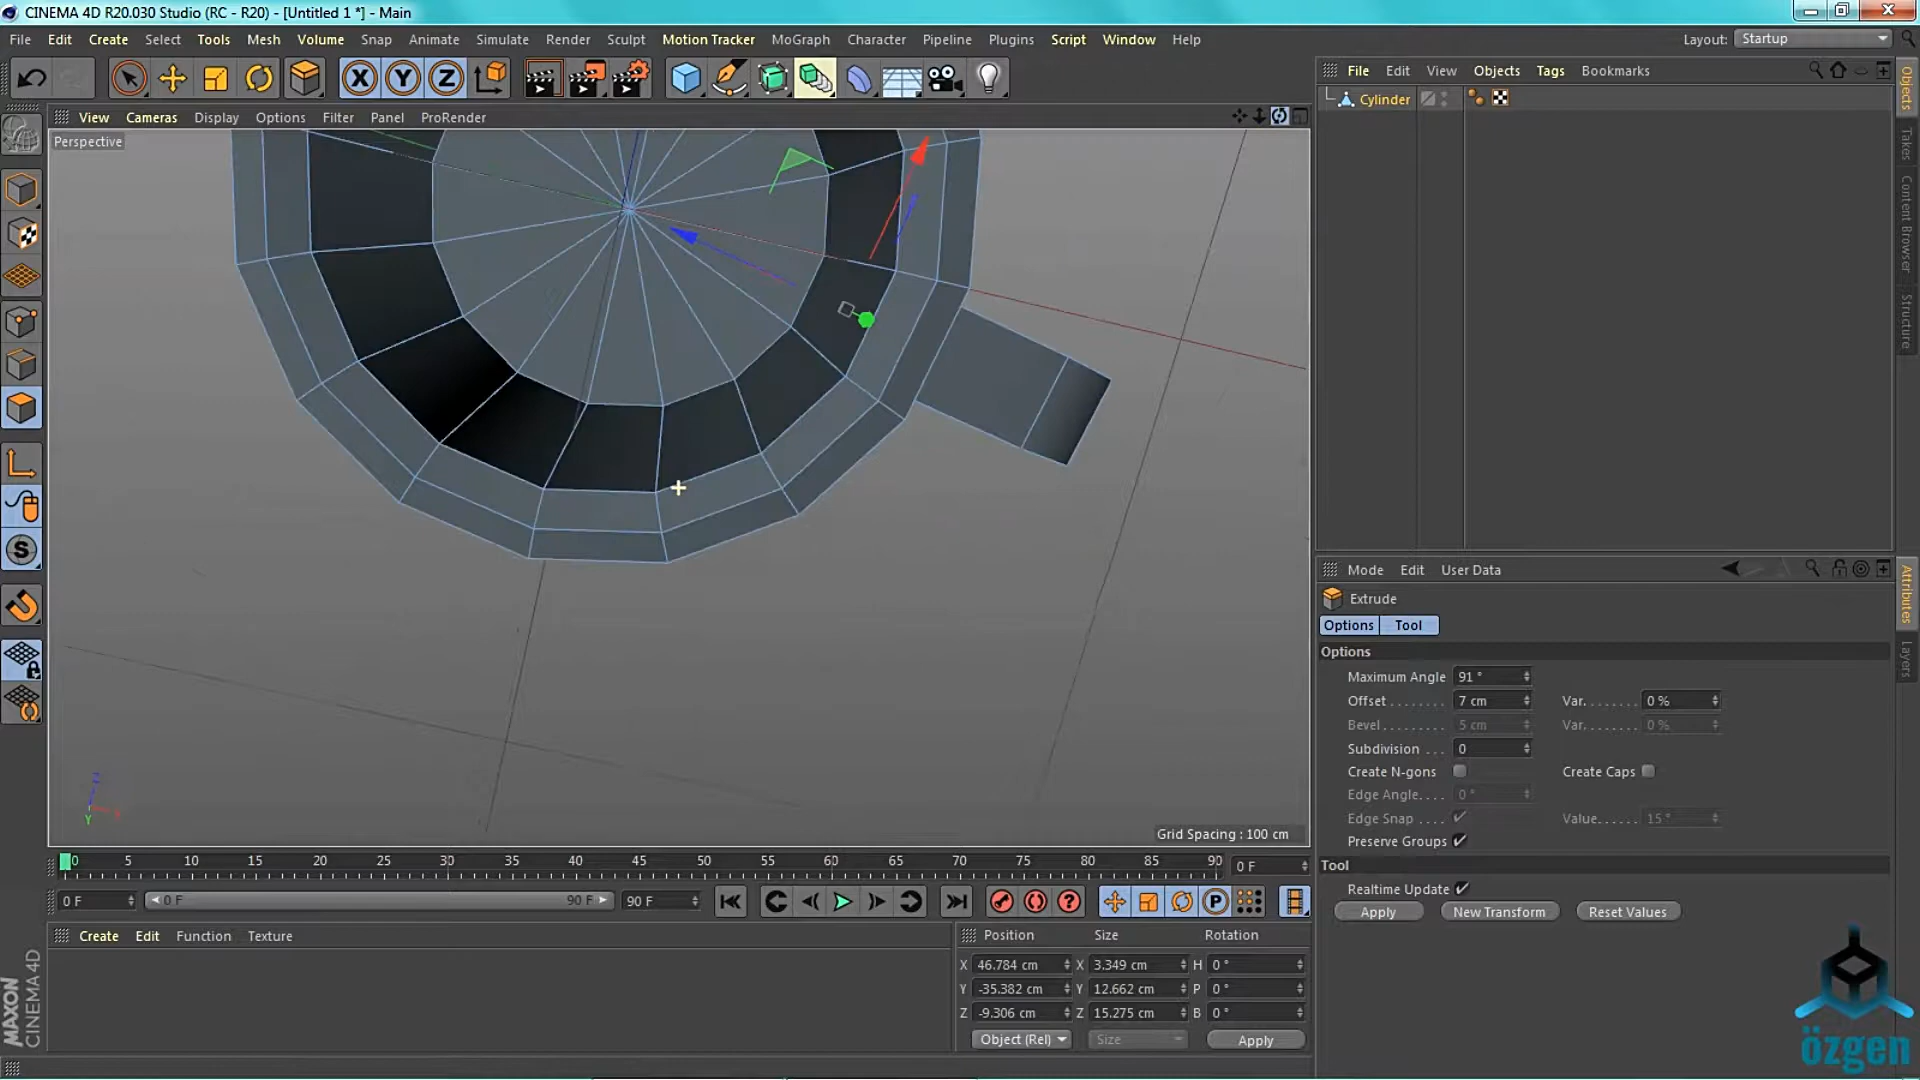 CINEMA 4D R20.030 Studio (RC - R20) - [Untitled 1 *] - Main
File Edit Create Select Tools Mesh Volume Snap Animate Simulate Render Sculpt Motion Tracker MoGraph Character Pipeline Plugins Script Window Help
Layout: Startup
X Y Z
File Edit View Objects Tags Bookmarks
Cylinder
View Cameras Display Options Filter Panel ProRender
Perspective
Grid Spacing : 100 cm
Z
X
Y
S
Objects
Takes
Content Browser
Structure
Mode Edit User Data
Extrude
Options Tool
Options
Maximum Angle 91 °
Offset . . . . . . . . 7 cm Var. . . . . . . . 0 %
Bevel . . . . . . . . . 5 cm Var. . . . . . . . 0 %
Subdivision . . . 0
Create N-gons Create Caps
Edge Angle. . . . 0 °
Edge Snap . . . . Value. . . . . . 15 °
Preserve Groups
Tool
Realtime Update
Apply New Transform Reset Values
Attributes
Layers
0 5 10 15 20 25 30 35 40 45 50 55 60 65 70 75 80 85 90 0 F
0 F 0 F 90 F 90 F
P
Create Edit Function Texture
Position Size Rotation
X 46.784 cm X 3.349 cm H 0 °
Y -35.382 cm Y 12.662 cm P 0 °
Z -9.306 cm Z 15.275 cm B 0 °
Object (Rel) Size Apply
MAXON
CINEMA 4D
özgen